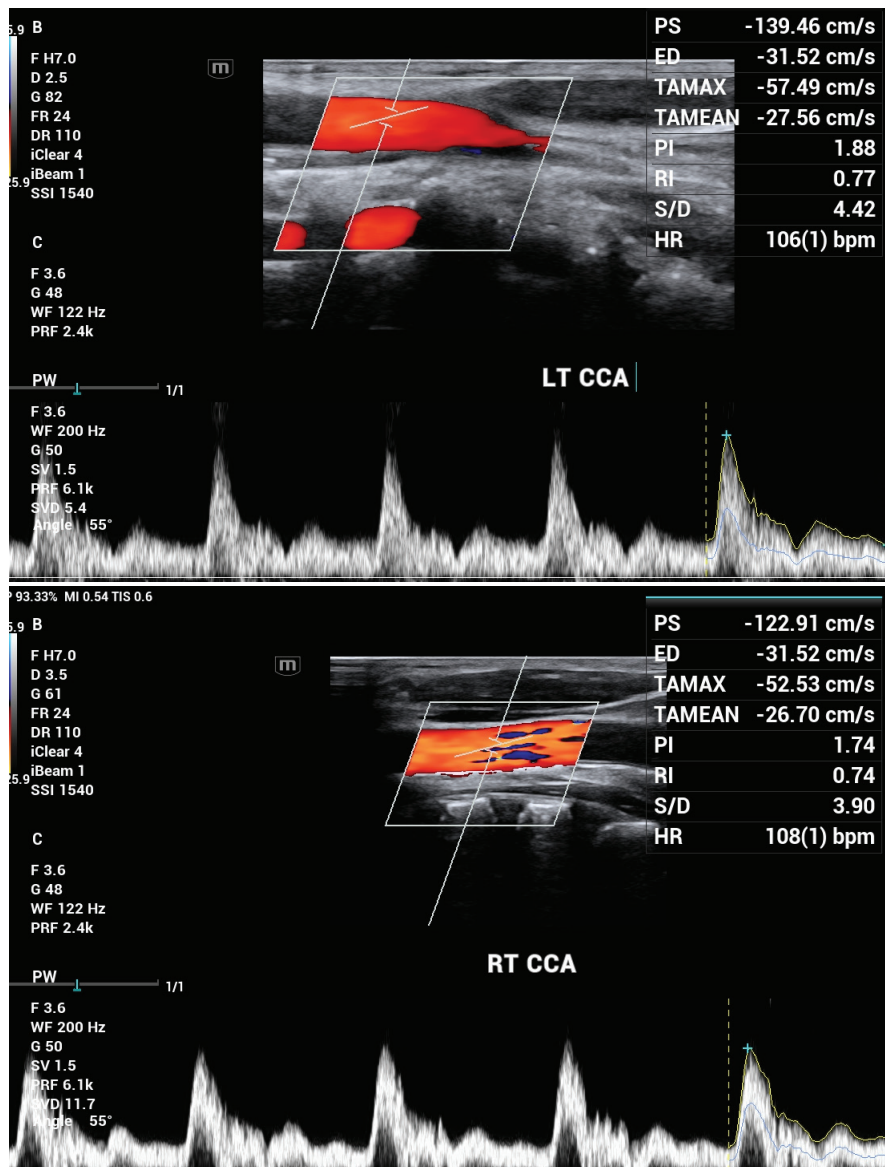 5.9 B
F H7.0
D 2.5
G 82
FR 24
DR 110
iClear 4
iBeam 1
25.9
SSI 1540
C
F 3.6
G 48
WF 122 Hz
PRF 2.4k
m
PS -139.46 cm/s
ED -31.52 cm/s
TAMAX -57.49 cm/s
TAMEAN -27.56 cm/s
PI 1.88
RI 0.77
S/D 4.42
HR 106(1) bpm
LT CCA
PW
1/1
F 3.6
WF 200 Hz
G 50
SV 1.5
PRF 6.1k
SVD 5.4
Angle 55°
P 93.33% MI 0.54 TIS 0.6
5.9 B
F H7.0
D 3.5
G 61
FR 24
DR 110
iClear 4
iBeam 1
25.9
SSI 1540
C
F 3.6
G 48
WF 122 Hz
PRF 2.4k
m
PS -122.91 cm/s
ED -31.52 cm/s
TAMAX -52.53 cm/s
TAMEAN -26.70 cm/s
PI 1.74
RI 0.74
S/D 3.90
HR 108(1) bpm
RT CCA
PW
1/1
F 3.6
WF 200 Hz
G 50
SV 1.5
PRF 6.1k
SVD 11.7
Angle 55°